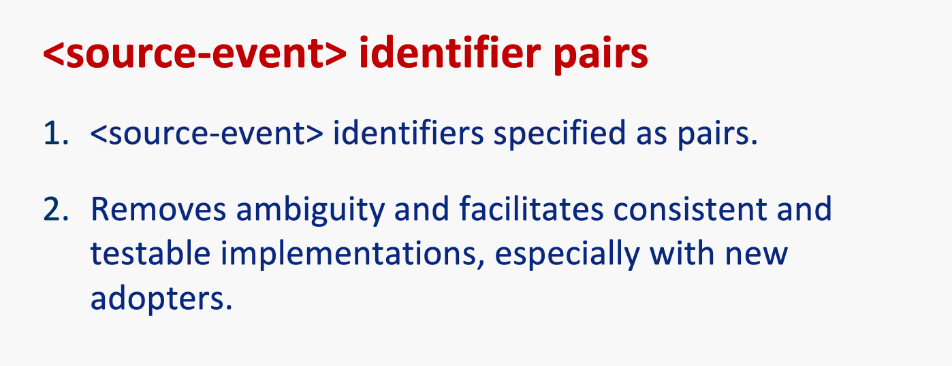 <source-event> identifier pairs
1. <source-event> identifiers specified as pairs.
2. Removes ambiguity and facilitates consistent and
testable implementations, especially with new
adopters.